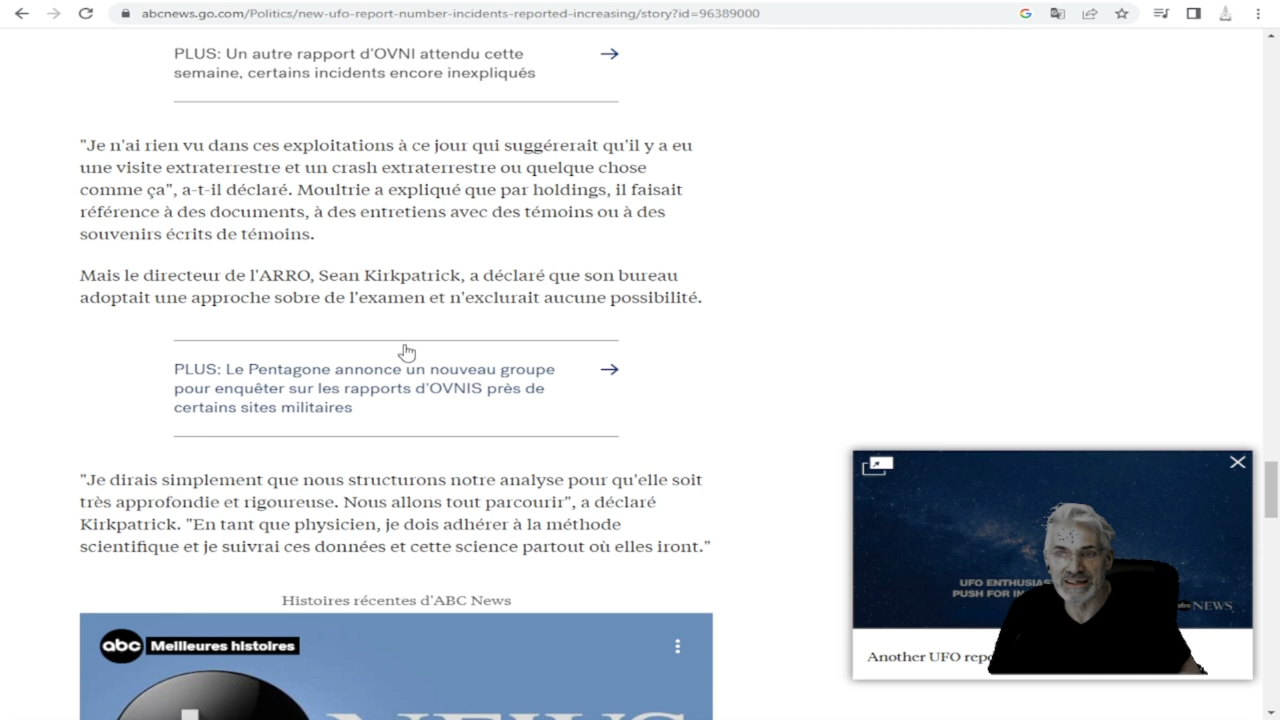 abcnews.go.com/Politics/new-ufo-report-number-incidents-reported-increasing/story?id=96389000
PLUS: Un autre rapport d'OVNI attendu cette
semaine, certains incidents encore inexpliqués
"Je n'ai rien vu dans ces exploitations à ce jour qui suggérerait qu'il y a eu
une visite extraterrestre et un crash extraterrestre ou quelque chose
comme ça", a-t-il déclaré. Moultrie a expliqué que par holdings, il faisait
référence à des documents, à des entretiens avec des témoins ou à des
souvenirs écrits de témoins.
Mais le directeur de l'ARRO, Sean Kirkpatrick, a déclaré que son bureau
adoptait une approche sobre de l'examen et n'exclurait aucune possibilité.
PLUS: Le Pentagone annonce un nouveau groupe
pour enquêter sur les rapports d'OVNIS près de
certains sites militaires
"Je dirais simplement que nous structurons notre analyse pour qu'elle soit
très approfondie et rigoureuse. Nous allons tout parcourir", a déclaré
Kirkpatrick. "En tant que physicien, je dois adhérer à la méthode
scientifique et je suivrai ces données et cette science partout où elles iront."
Histoires récentes d'ABC News
abc Meilleures histoires
NEWS
UFO
PUSH FOR
abc NEWS
Another UFO